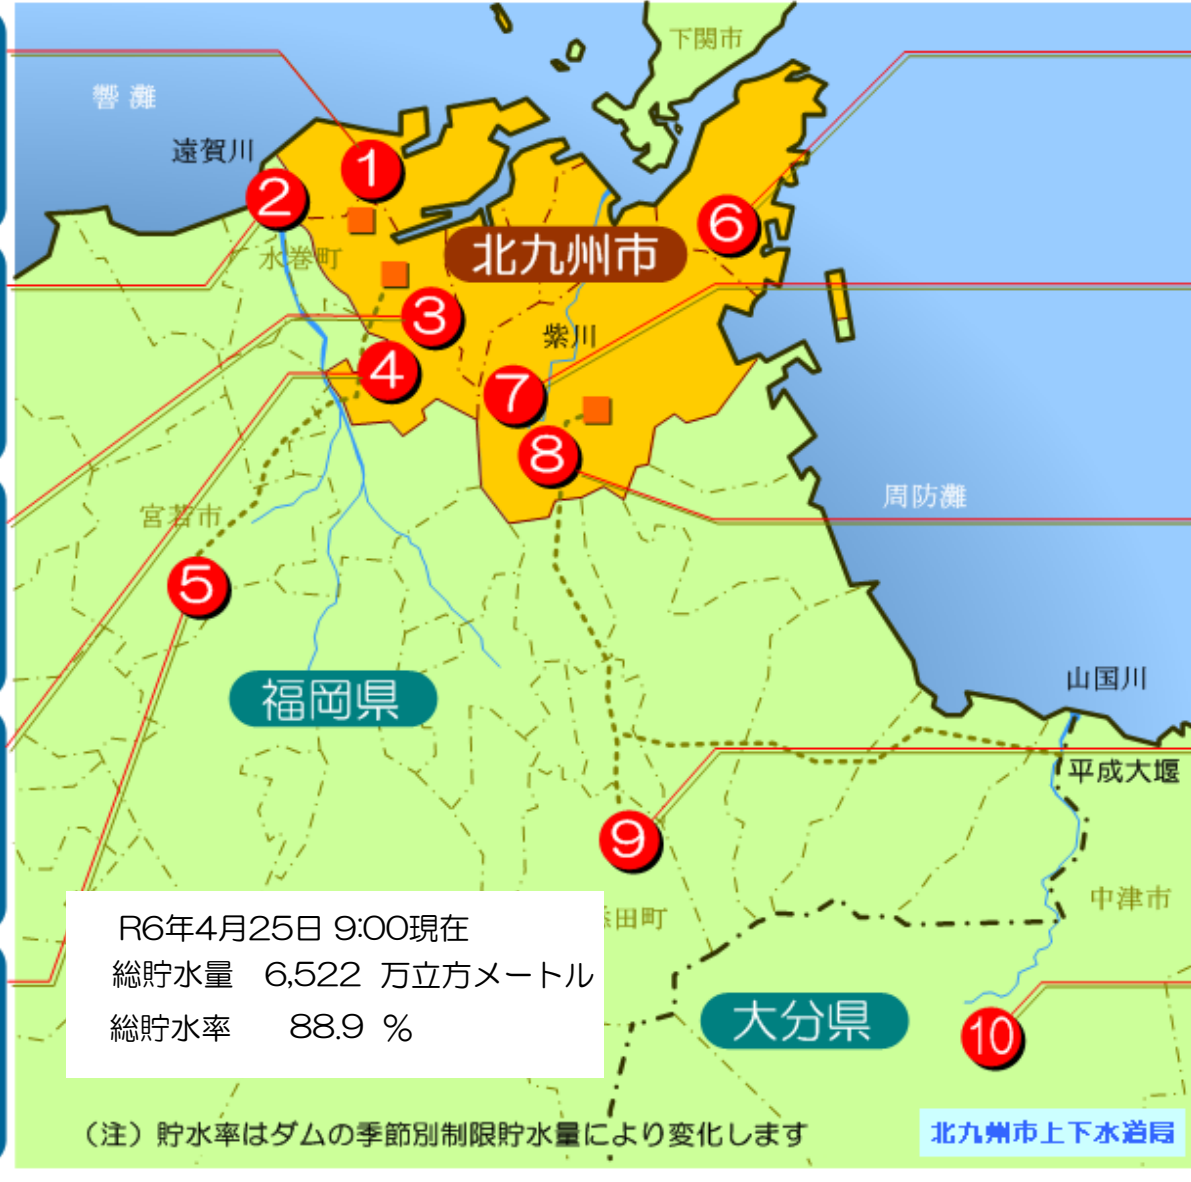 下関市
響灘
遠賀川
1
2
6
水巻町
北九州市
3
紫川
4
7
8
周防灘
宮若市
5
山国川
福岡県
平成大堰
9
中津市
田町
R6年4月25日 9:00現在
総貯水量 6,522 万立方メートル
総貯水率 88.9 %
大分県
10
（注）貯水率はダムの季節別制限貯水量により変化します
北九州市上下水道局